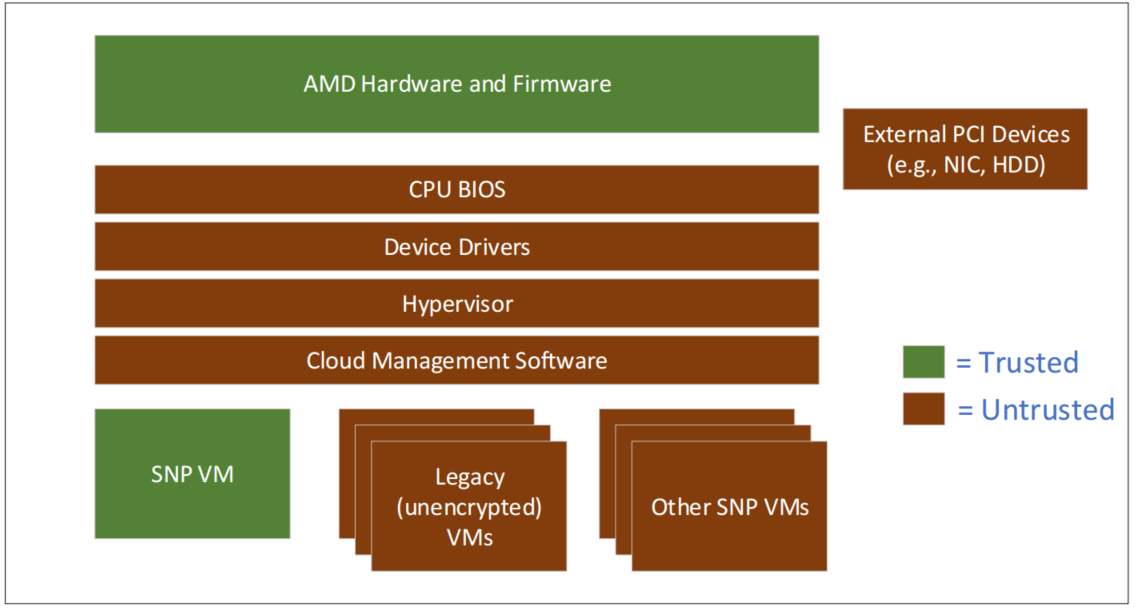 AMD Hardware and Firmware
External PCI Devices
(e.g., NIC, HDD)
CPU BIOS
Device Drivers
Hypervisor
Cloud Management Software
= Trusted
= Untrusted
SNP VM
Legacy
(unencrypted)
VMs
Other SNP VMs